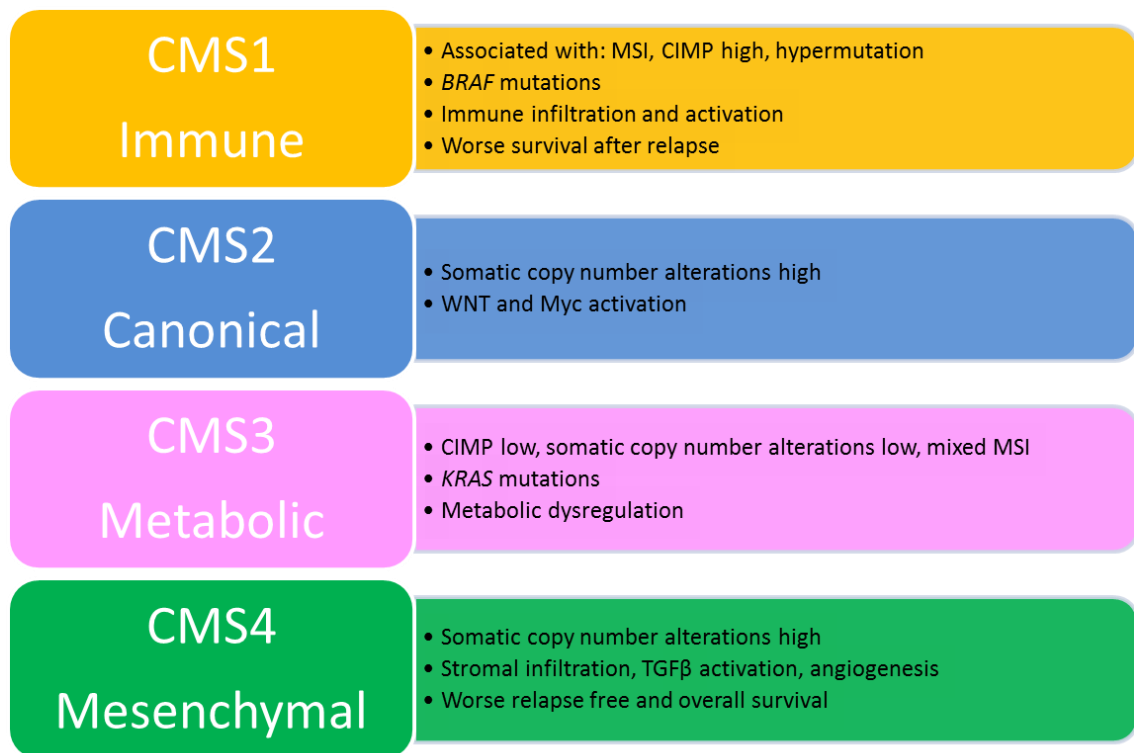 CMS1
Immune
• Associated with: MSI, CIMP high, hypermutation
• BRAF mutations
• Immune infiltration and activation
• Worse survival after relapse
CMS2
Canonical
• Somatic copy number alterations high
• WNT and Myc activation
CMS3
Metabolic
• CIMP low, somatic copy number alterations low, mixed MSI
• KRAS mutations
• Metabolic dysregulation
CMS4
Mesenchymal
• Somatic copy number alterations high
• Stromal infiltration, TGFβ activation, angiogenesis
• Worse relapse free and overall survival